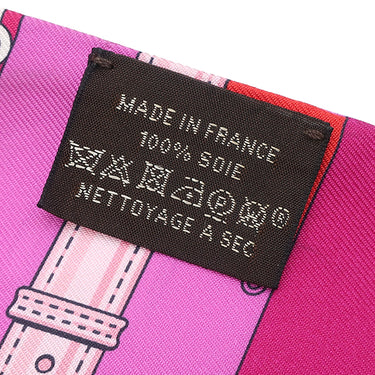 MADE IN FRANCE
100% SOIE
P W ®
NETTOYAGE A SEC